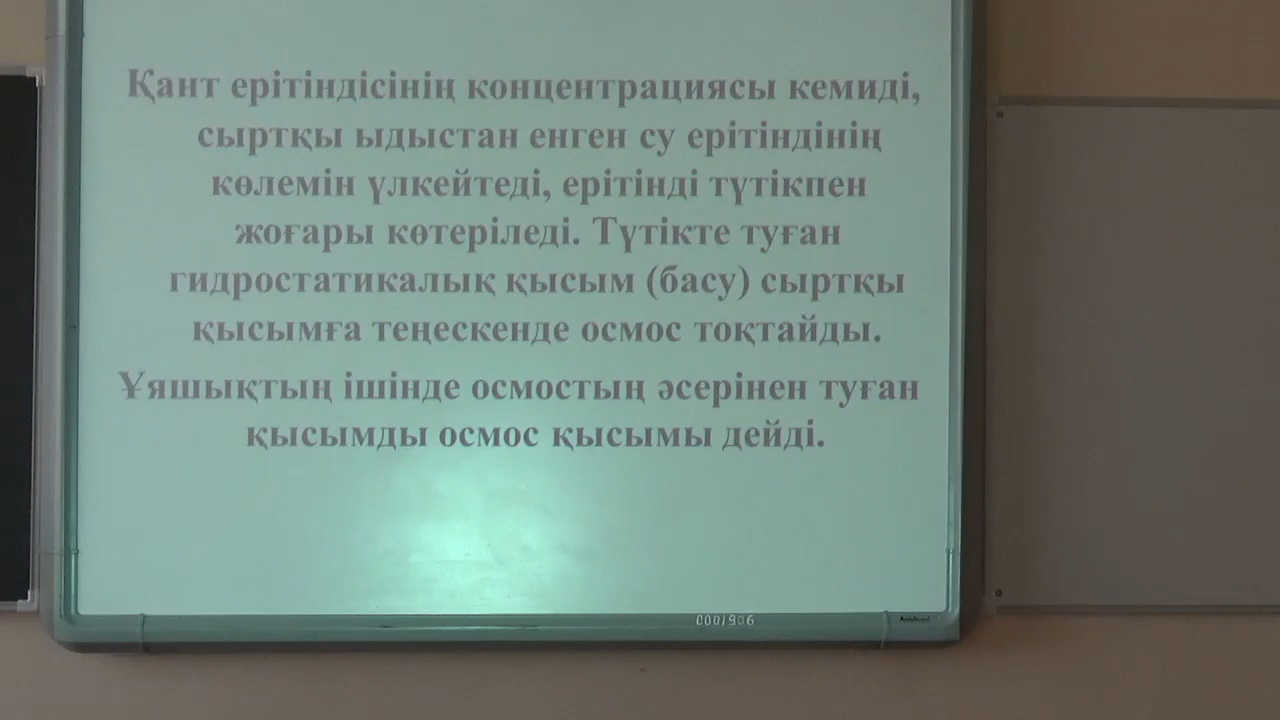 Қант ерітіндісінің концентрациясы кемиді,
сыртқы ыдыстан енген су ерітіндінің
көлемін үлкейтеді, ерітінді түтікпен
жоғары көтеріледі. Түтікте туған
гидростатикалық қысым (басу) сыртқы
қысымға теңескенде осмос тоқтайды.
Ұяшықтың ішінде осмостың әсерінен туған
қысымды осмос қысымы дейді.
0001906